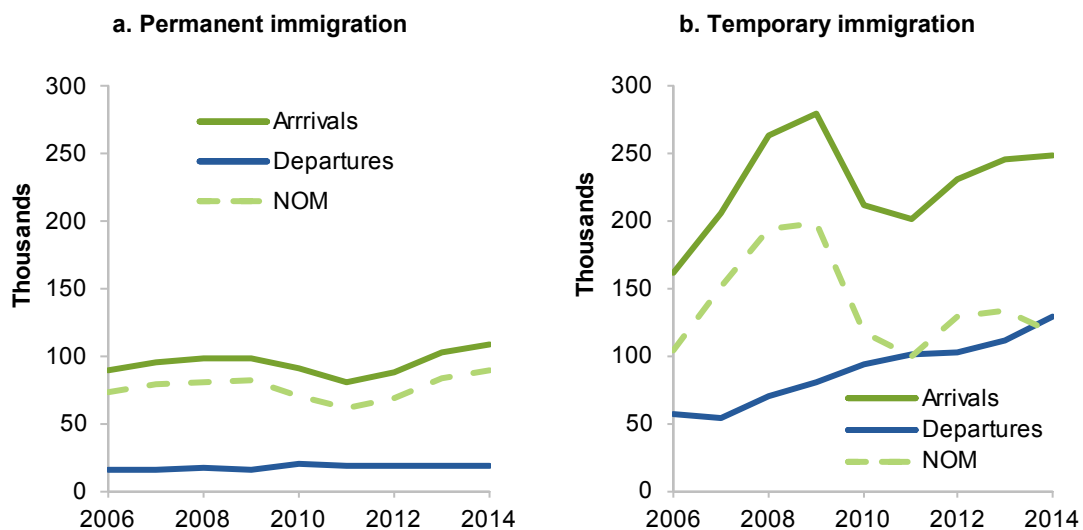 a. Permanent immigration
Thousands
300
250
200
150
100
50
0
2006 2008 2010 2012 2014
Arrrivals
Departures
NOM
b. Temporary immigration
Thousands
300
250
200
150
100
50
0
2006 2008 2010 2012 2014
Arrivals
Departures
NOM